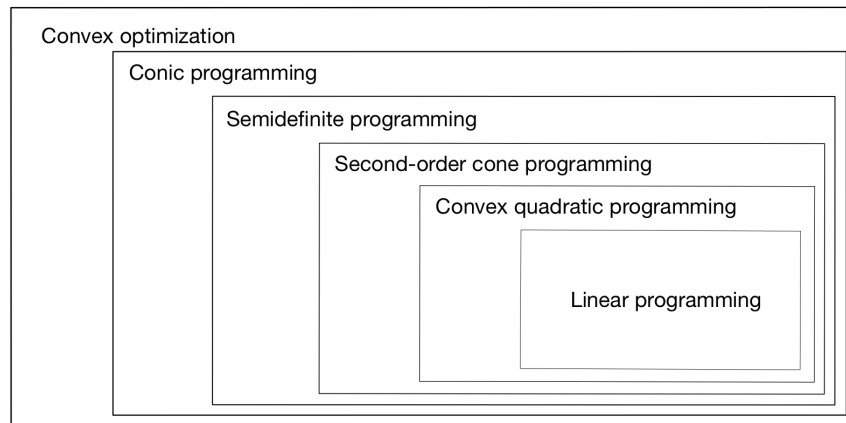 Convex optimization
Conic programming
Semidefinite programming
Second-order cone programming
Convex quadratic programming
Linear programming